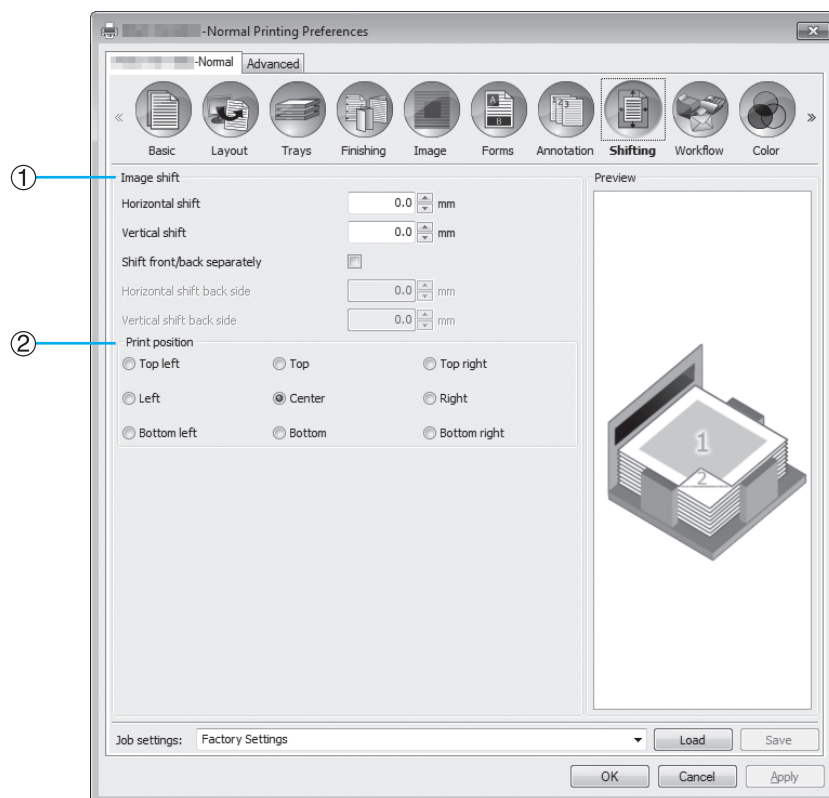 -Normal Printing Preferences
-Normal Advanced
« Basic Layout Trays Finishing Image Forms Annotation Shifting Workflow Color »
A
B
1 2 3
① Image shift
Preview
Horizontal shift 0.0 mm
Vertical shift 0.0 mm
Shift front/back separately
Horizontal shift back side 0.0 mm
Vertical shift back side 0.0 mm
② Print position
Top left Top Top right
Left Center Right
Bottom left Bottom Bottom right
1
2
Job settings: Factory Settings Load Save
OK Cancel Apply